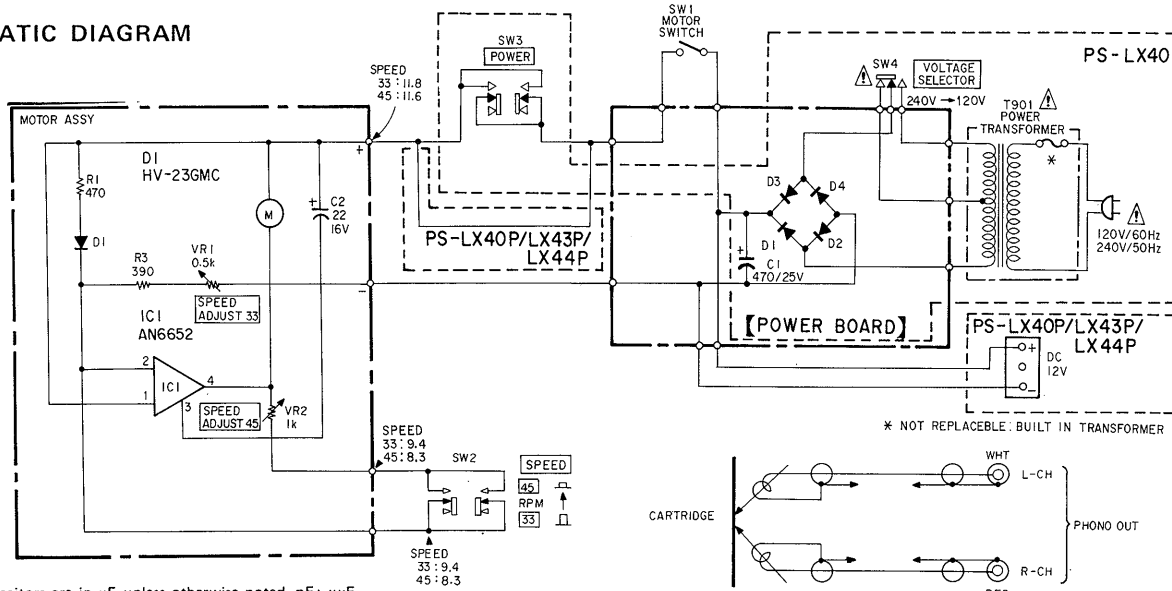 ATIC DIAGRAM
SW1
MOTOR
SWITCH
SW3
POWER
PS-LX40
SPEED
33:11.8
45:11.6
SW4
VOLTAGE
SELECTOR
240V → 120V
T901
POWER
TRANSFORMER
*
MOTOR ASSY
D1
HV-23GMC
+
R1
470
M
+
C2
22
16V
D3
D4
D1
D2
+
C1
470/25V
120V/60Hz
240V/50Hz
PS-LX40P/LX43P/
LX44P
D1
R3
390
VR1
0.5k
–
SPEED
ADJUST 33
IC1
AN6652
【POWER BOARD】
PS-LX40P/LX43P/
LX44P
+
DC
12V
–
2
IC1
4
1
3
SPEED
ADJUST 45
VR2
1k
* NOT REPLACEBLE: BUILT IN TRANSFORMER
SPEED
33:9.4
45:8.3
SW2
SPEED
45
RPM
33
SPEED
33:9.4
45:8.3
WHT
L-CH
CARTRIDGE
PHONO OUT
R-CH